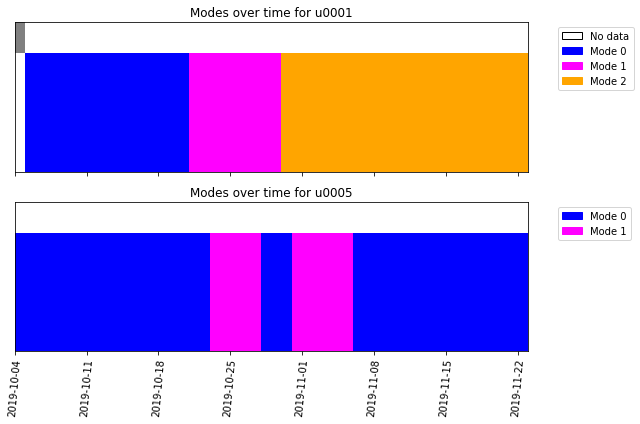 Modes over time for u0001
No data
Mode 0
Mode 1
Mode 2
Modes over time for u0005
Mode 0
Mode 1
2019-10-04
2019-10-11
2019-10-18
2019-10-25
2019-11-01
2019-11-08
2019-11-15
2019-11-22